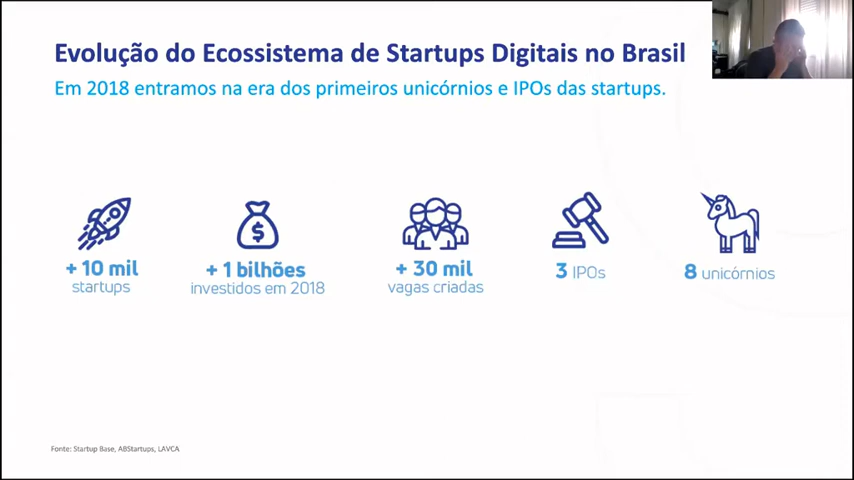 Evolução do Ecossistema de Startups Digitais no Brasil
Em 2018 entramos na era dos primeiros unicórnios e IPOs das startups.
+ 10 mil
startups
+ 1 bilhões
investidos em 2018
+ 30 mil
vagas criadas
3 IPOs
8 unicórnios
Fonte: Startup Base, ABStartups, LAVCA